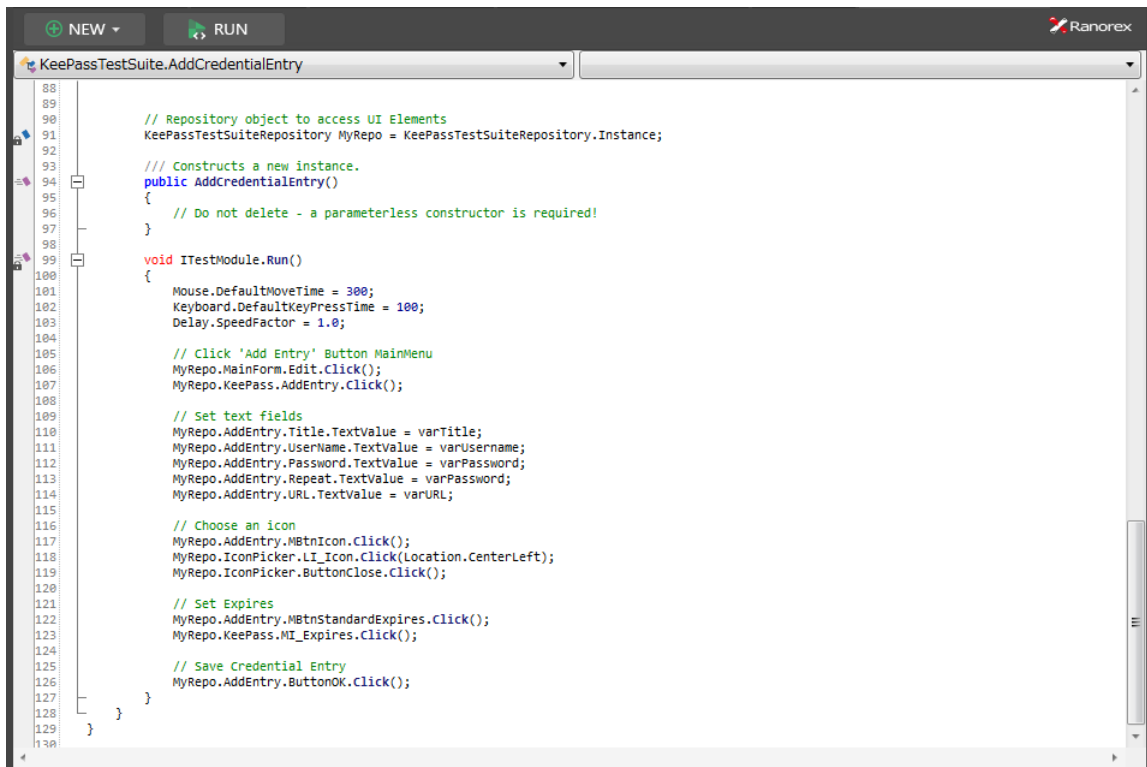 NEW RUN Ranorex
KeePassTestSuite.AddCredentialEntry
88
89
90 // Repository object to access UI Elements
91 KeePassTestSuiteRepository MyRepo = KeePassTestSuiteRepository.Instance;
92
93 /// Constructs a new instance.
94 public AddCredentialEntry()
95 {
96 // Do not delete - a parameterless constructor is required!
97 }
98
99 void ITestModule.Run()
100 {
101 Mouse.DefaultMoveTime = 300;
102 Keyboard.DefaultKeyPressTime = 100;
103 Delay.SpeedFactor = 1.0;
104
105 // Click 'Add Entry' Button MainMenu
106 MyRepo.MainForm.Edit.Click();
107 MyRepo.KeePass.AddEntry.Click();
108
109 // Set text fields
110 MyRepo.AddEntry.Title.TextValue = varTitle;
111 MyRepo.AddEntry.UserName.TextValue = varUsername;
112 MyRepo.AddEntry.Password.TextValue = varPassword;
113 MyRepo.AddEntry.Repeat.TextValue = varPassword;
114 MyRepo.AddEntry.URL.TextValue = varURL;
115
116 // Choose an icon
117 MyRepo.AddEntry.MBtnIcon.Click();
118 MyRepo.IconPicker.LI_Icon.Click(Location.CenterLeft);
119 MyRepo.IconPicker.ButtonClose.Click();
120
121 // Set Expires
122 MyRepo.AddEntry.MBtnStandardExpires.Click();
123 MyRepo.KeePass.MI_Expires.Click();
124
125 // Save Credential Entry
126 MyRepo.AddEntry.ButtonOK.Click();
127 }
128 }
129 }
130